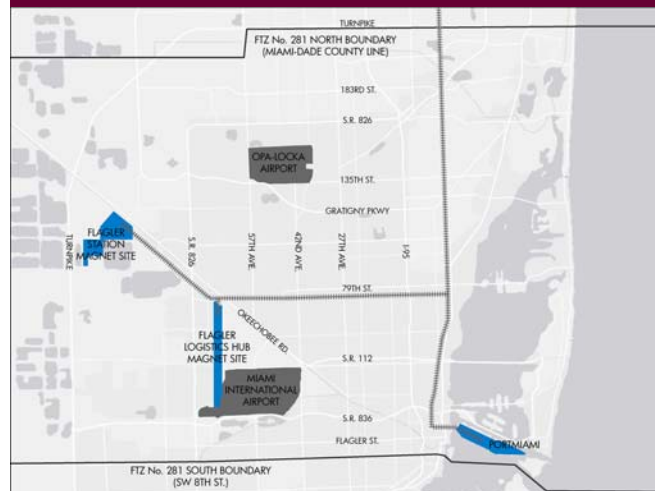 TURNPIKE
FTZ No. 281 NORTH BOUNDARY
(MIAMI-DADE COUNTY LINE)
183RD ST.
S.R. 826
OPA-LOCKA
AIRPORT
135TH ST.
GRATIGNY PKWY
FLAGLER
STATION
MAGNET SITE
TURNPIKE
S.R. 826
57TH AVE.
42ND AVE.
27TH AVE.
I-95
79TH ST.
OKEECHOBEE RD.
FLAGLER
LOGISTICS HUB
MAGNET SITE
S.R. 112
MIAMI
INTERNATIONAL
AIRPORT
S.R. 836
FLAGLER ST.
PORTMIAMI
FTZ No. 281 SOUTH BOUNDARY
(SW 8TH ST.)